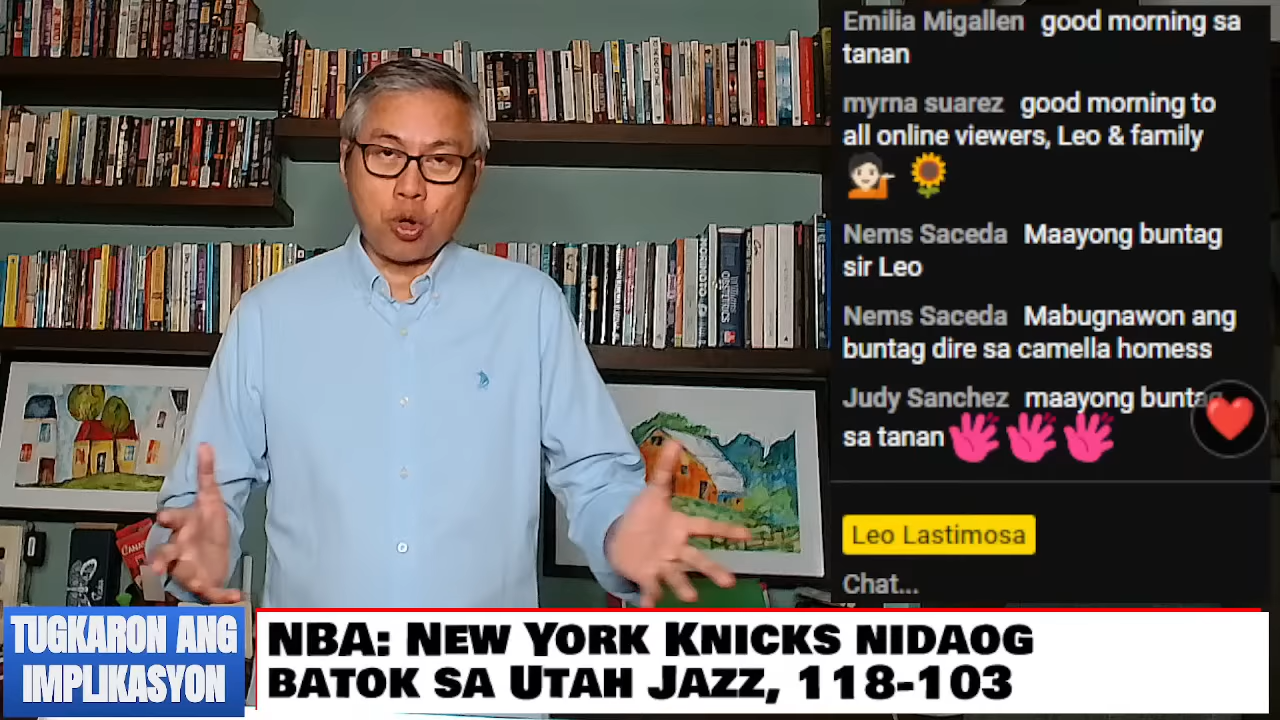 Emilia Migallen good morning sa
tanan
myrna suarez good morning to
all online viewers, Leo & family
Nems Saceda Maayong buntag
sir Leo
Nems Saceda Mabugnawon ang
buntag dire sa camella homess
Judy Sanchez maayong buntag
sa tanan
Leo Lastimosa
Chat...
TUGKARON ANG
IMPLIKASYON
NBA: NEW YORK KNICKS NIDAOG
BATOK SA UTAH JAZZ, 118-103